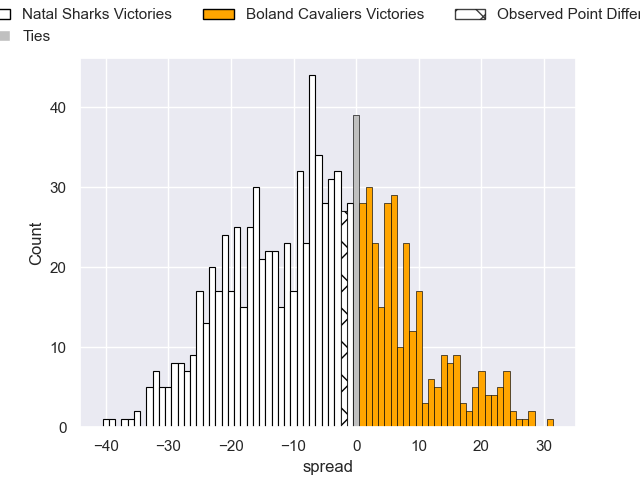 Natal Sharks Victories Boland Cavaliers Victories Observed Point Differ
Ties
40
30
20
10
0
Count
−40 −30 −20 −10 0 10 20 30
spread